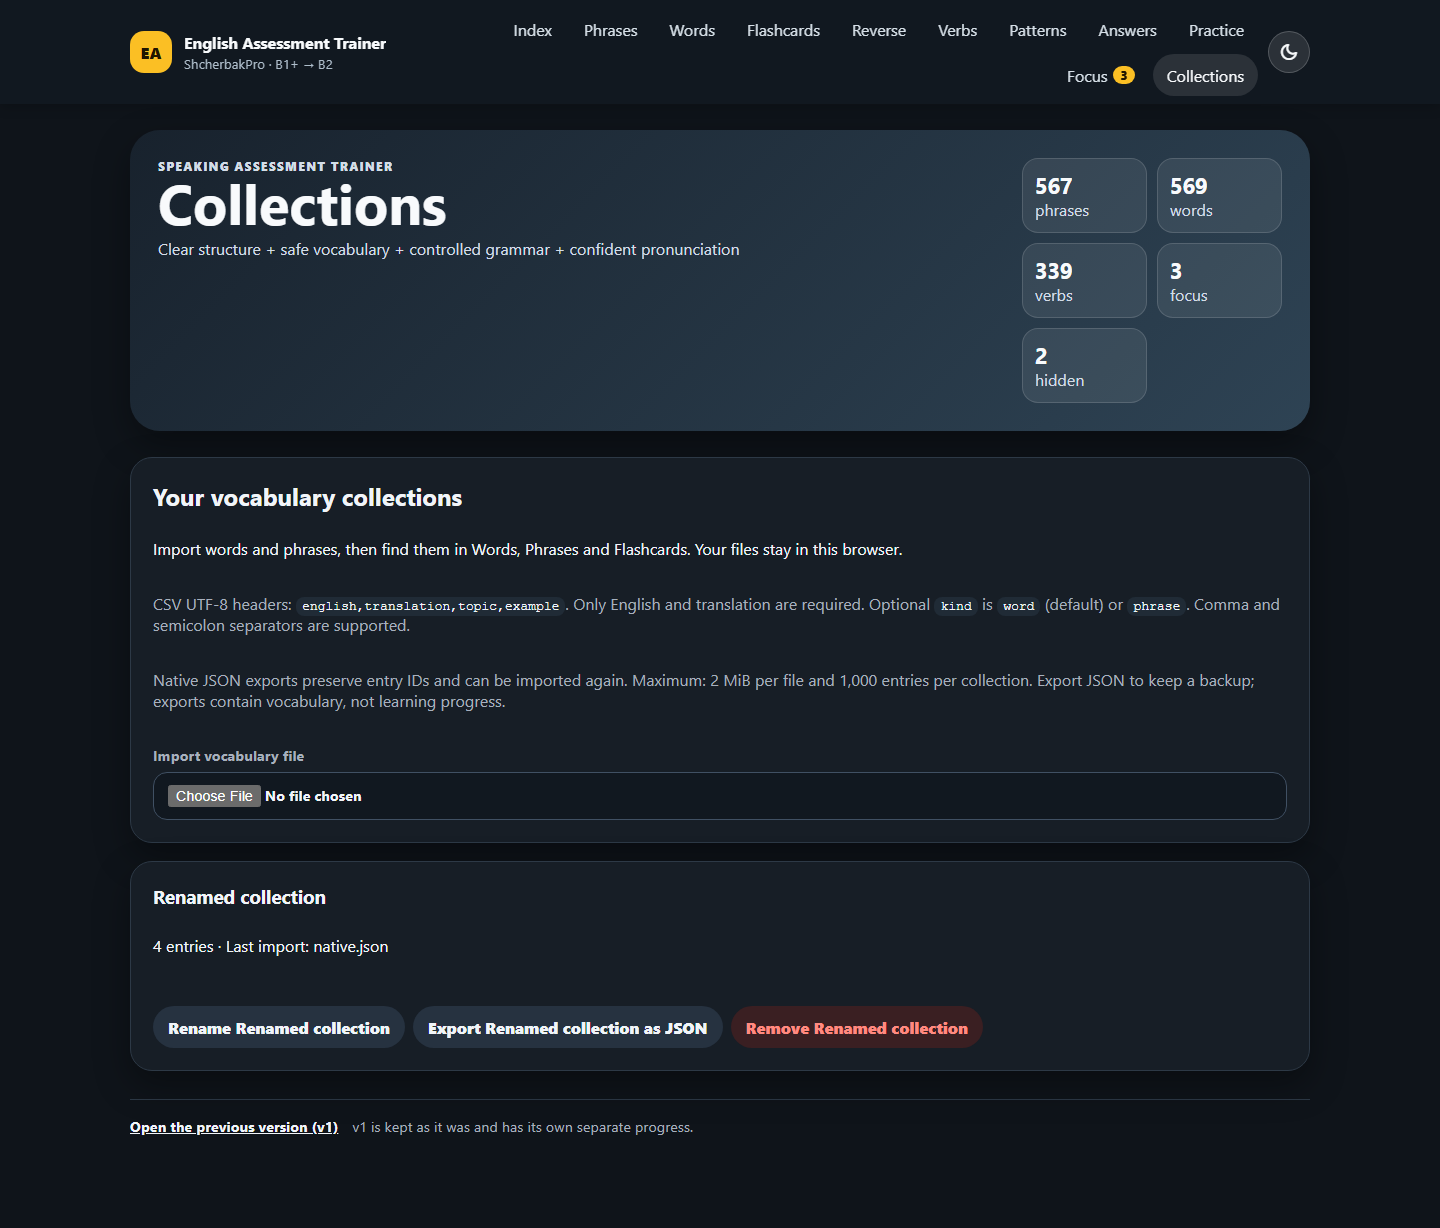 EA
English Assessment Trainer
ShcherbakPro · B1+ → B2
Index Phrases Words Flashcards Reverse Verbs Patterns Answers Practice
Focus 3 Collections
SPEAKING ASSESSMENT TRAINER
Collections
Clear structure + safe vocabulary + controlled grammar + confident pronunciation
567
phrases
569
words
339
verbs
3
focus
2
hidden
Your vocabulary collections
Import words and phrases, then find them in Words, Phrases and Flashcards. Your files stay in this browser.
CSV UTF-8 headers: english,translation,topic,example. Only English and translation are required. Optional kind is word (default) or phrase. Comma and
semicolon separators are supported.
Native JSON exports preserve entry IDs and can be imported again. Maximum: 2 MiB per file and 1,000 entries per collection. Export JSON to keep a backup;
exports contain vocabulary, not learning progress.
Import vocabulary file
Choose File No file chosen
Renamed collection
4 entries · Last import: native.json
Rename Renamed collection Export Renamed collection as JSON Remove Renamed collection
Open the previous version (v1) v1 is kept as it was and has its own separate progress.